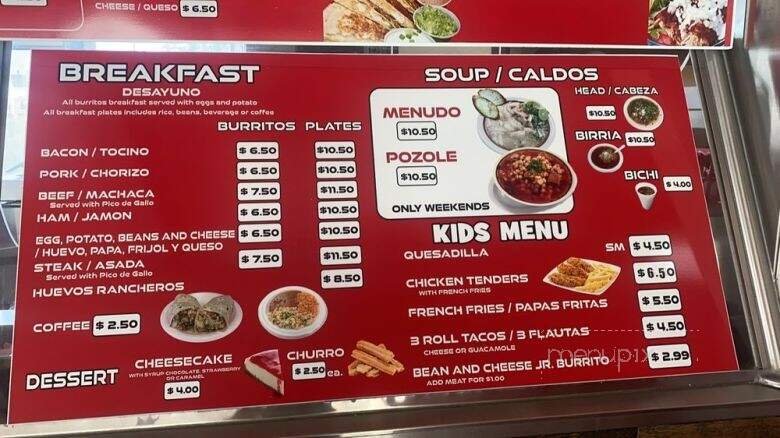 CHEESE / QUESO $ 6.50
BREAKFAST
DESAYUNO
All burritos breakfast served with eggs and potato
All breakfast plates includes rice, beans, beverage or coffee
BURRITOS PLATES
BACON / TOCINO $ 6.50 $10.50
PORK / CHORIZO $ 6.50 $10.50
BEEF / MACHACA $ 7.50 $11.50
Served with Pico de Gallo
HAM / JAMON $ 6.50 $10.50
EGG, POTATO, BEANS AND CHEESE $ 6.50 $10.50
/ HUEVO, PAPA, FRIJOL Y QUESO
STEAK / ASADA $ 7.50 $11.50
Served with Pico de Gallo
HUEVOS RANCHEROS $ 8.50
COFFEE $ 2.50
DESSERT
CHEESECAKE
WITH SYRUP CHOCOLATE, STRAWBERRY
OR CARAMEL
$ 4.00
CHURRO
$ 2.50 ea.
SOUP / CALDOS
MENUDO
$10.50
POZOLE
$10.50
ONLY WEEKENDS
HEAD / CABEZA
$10.50
BIRRIA $10.50
BICHI $ 4.00
KIDS MENU
QUESADILLA SM $ 4.50
CHICKEN TENDERS $6.50
WITH FRENCH FRIES
FRENCH FRIES / PAPAS FRITAS $ 5.50
3 ROLL TACOS / 3 FLAUTAS $ 4.50
CHEESE OR GUACAMOLE
BEAN AND CHEESE JR. BURRITO $ 2.99
ADD MEAT FOR $1.00
menupix